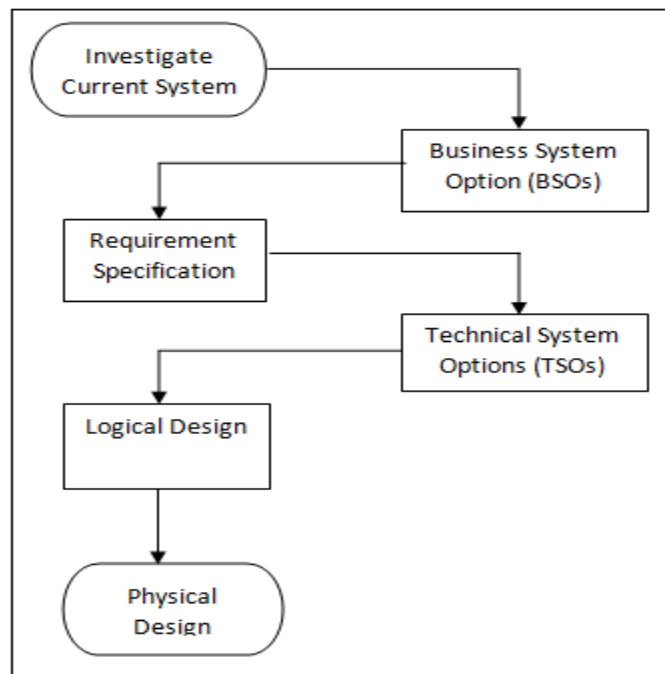 Investigate
Current System
Business System
Option (BSOs)
Requirement
Specification
Technical System
Options (TSOs)
Logical Design
Physical
Design